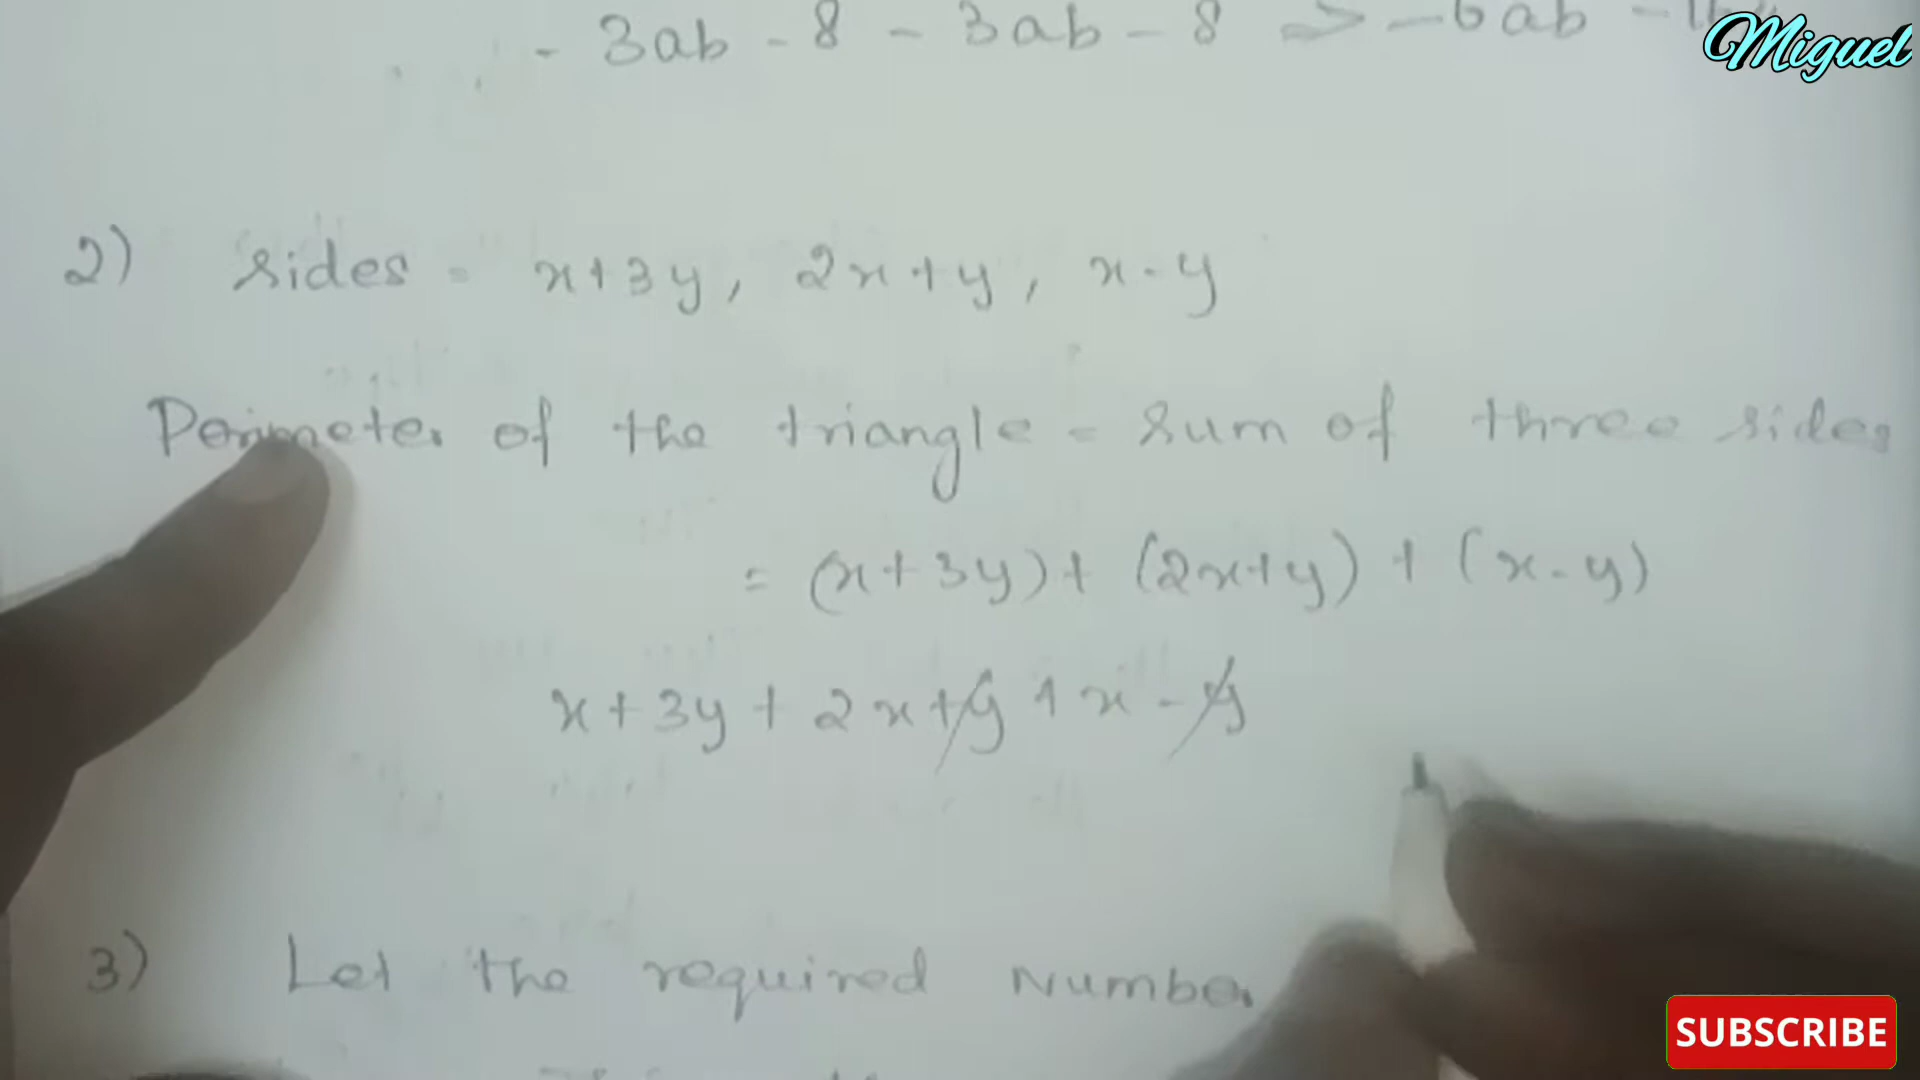 - 3ab - 8 - 3ab - 8 => - 6ab - 16
Miguel
2) sides = x+3y, 2x+y, x-y
Perimeter of the triangle = sum of three sides
= (x+3y)+ (2x+y) + (x-y)
x+3y+ 2x+y + x - y
3) Let the required Number
SUBSCRIBE